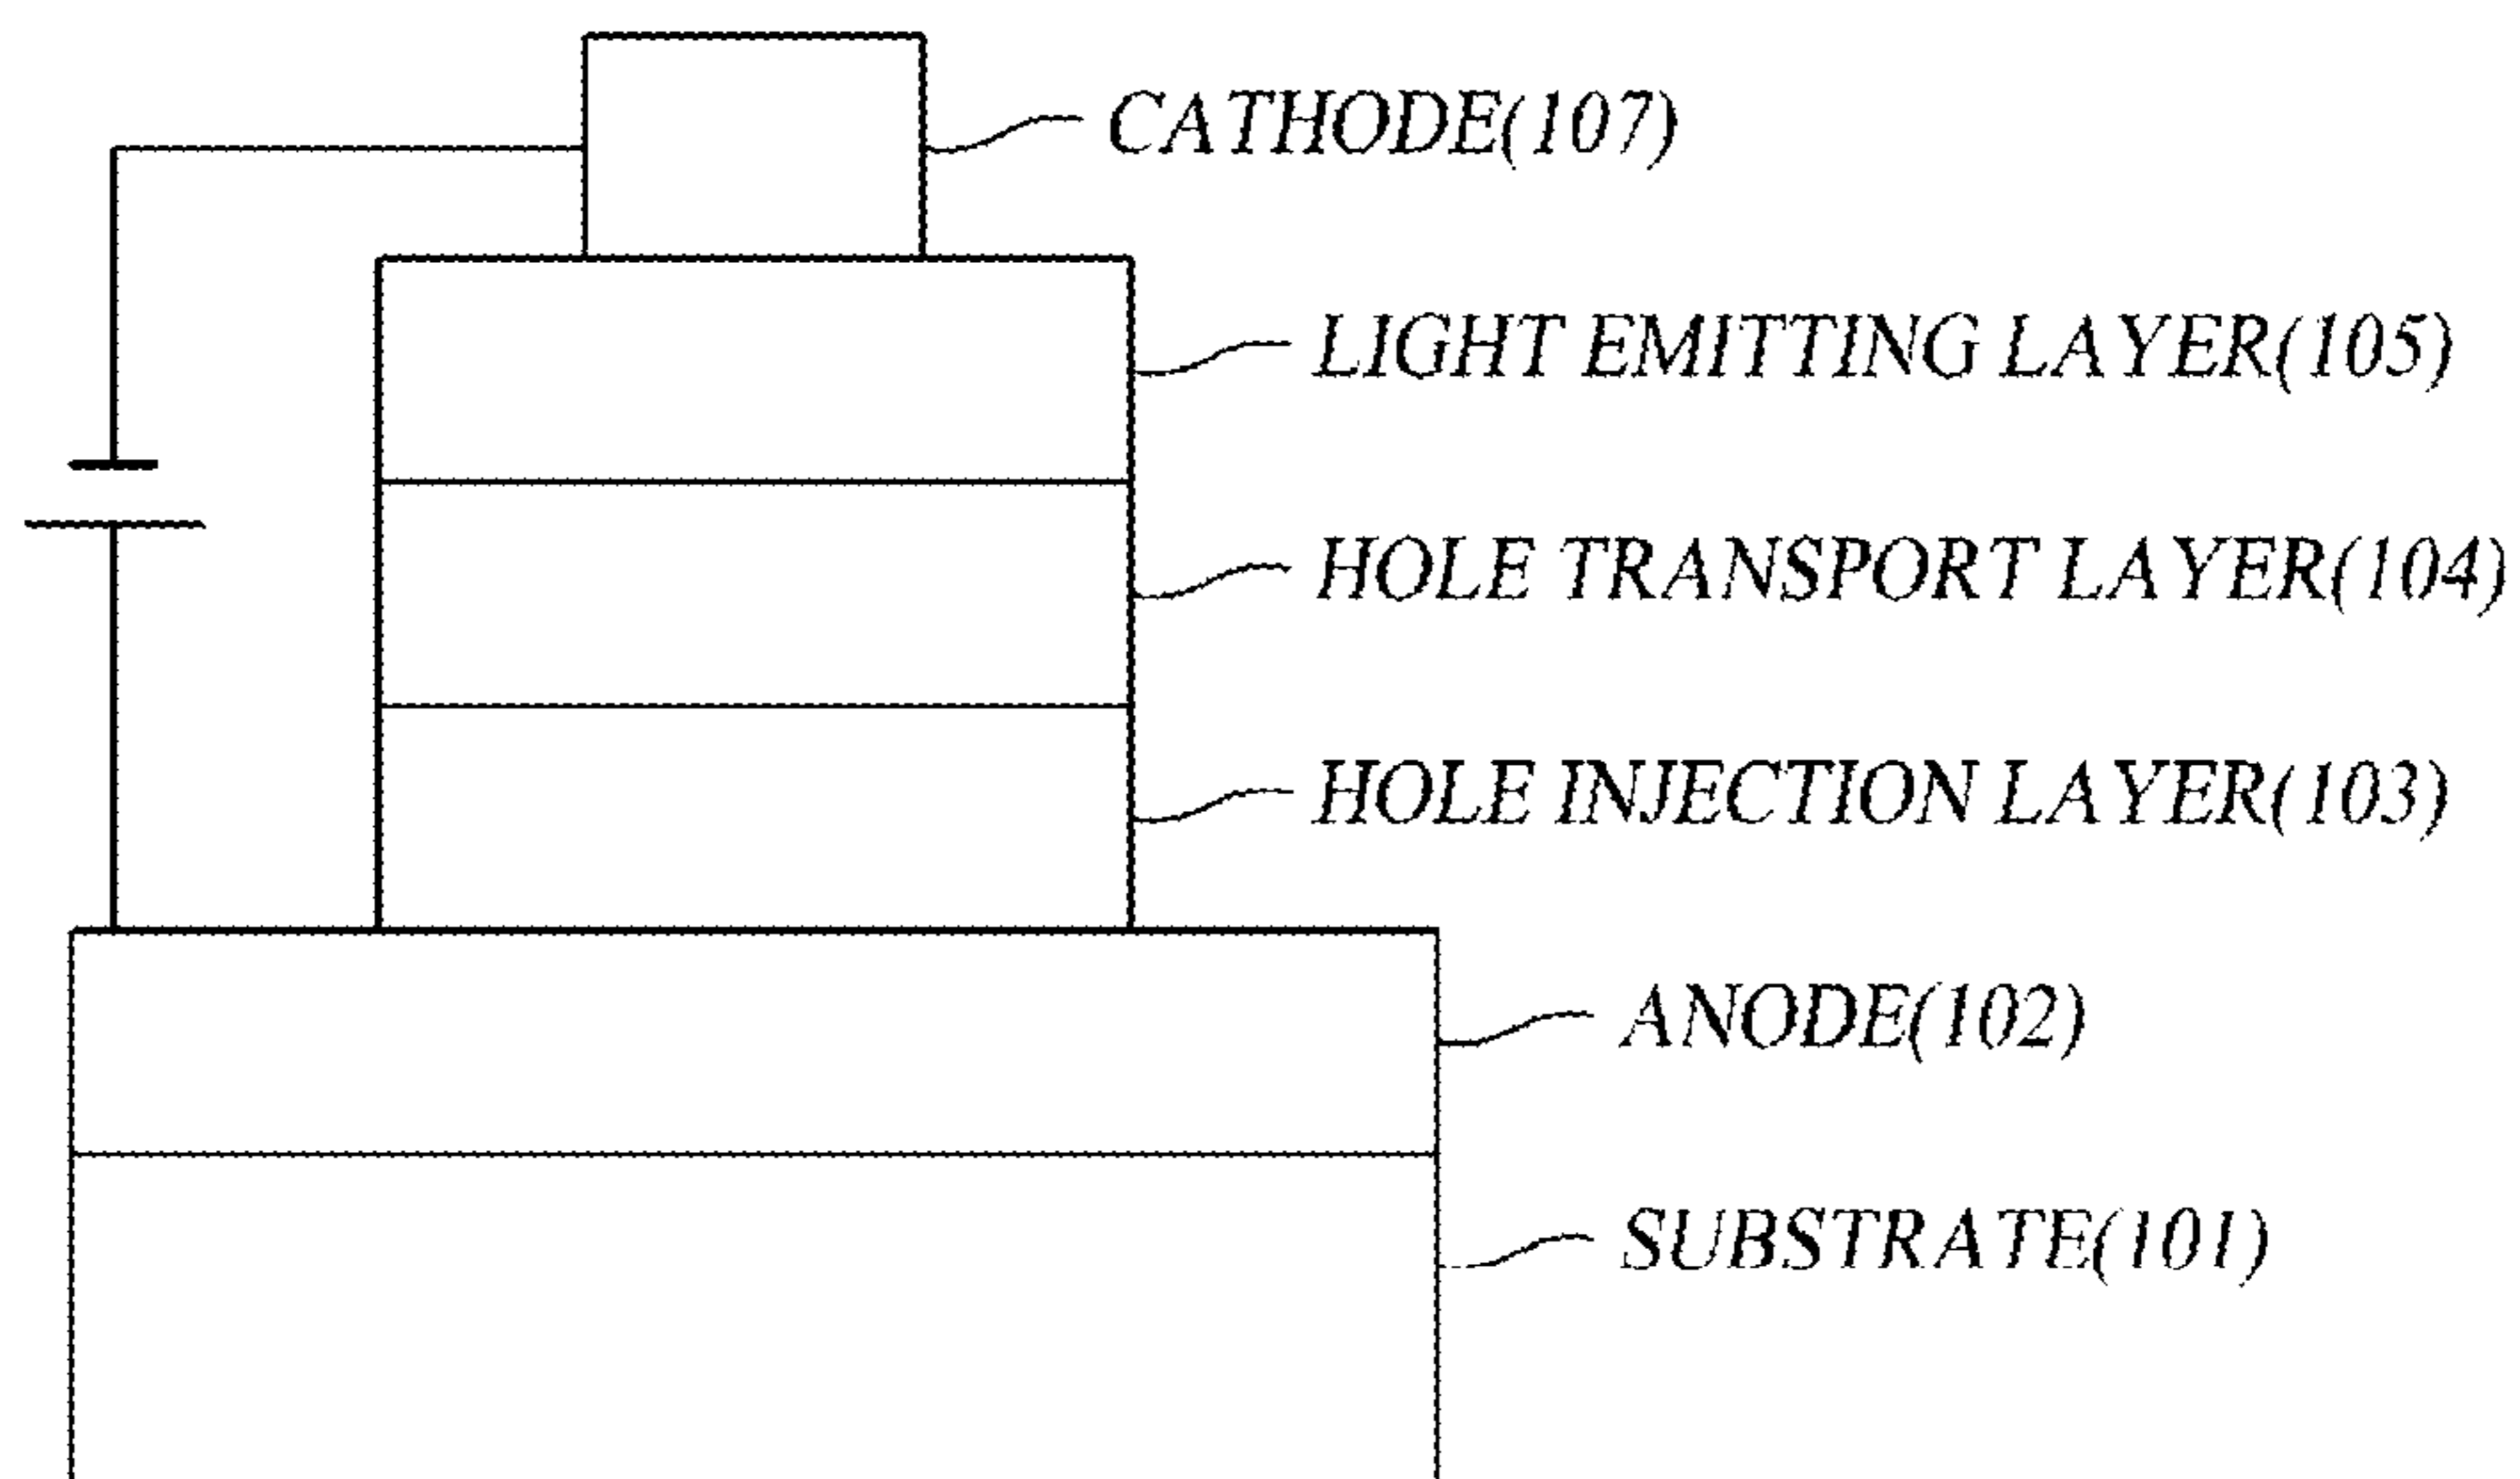 CATHODE(107)
LIGHT EMITTING LAYER(105)
HOLE TRANSPORT LAYER(104)
HOLE INJECTION LAYER(103)
ANODE(102)
SUBSTRATE(101)